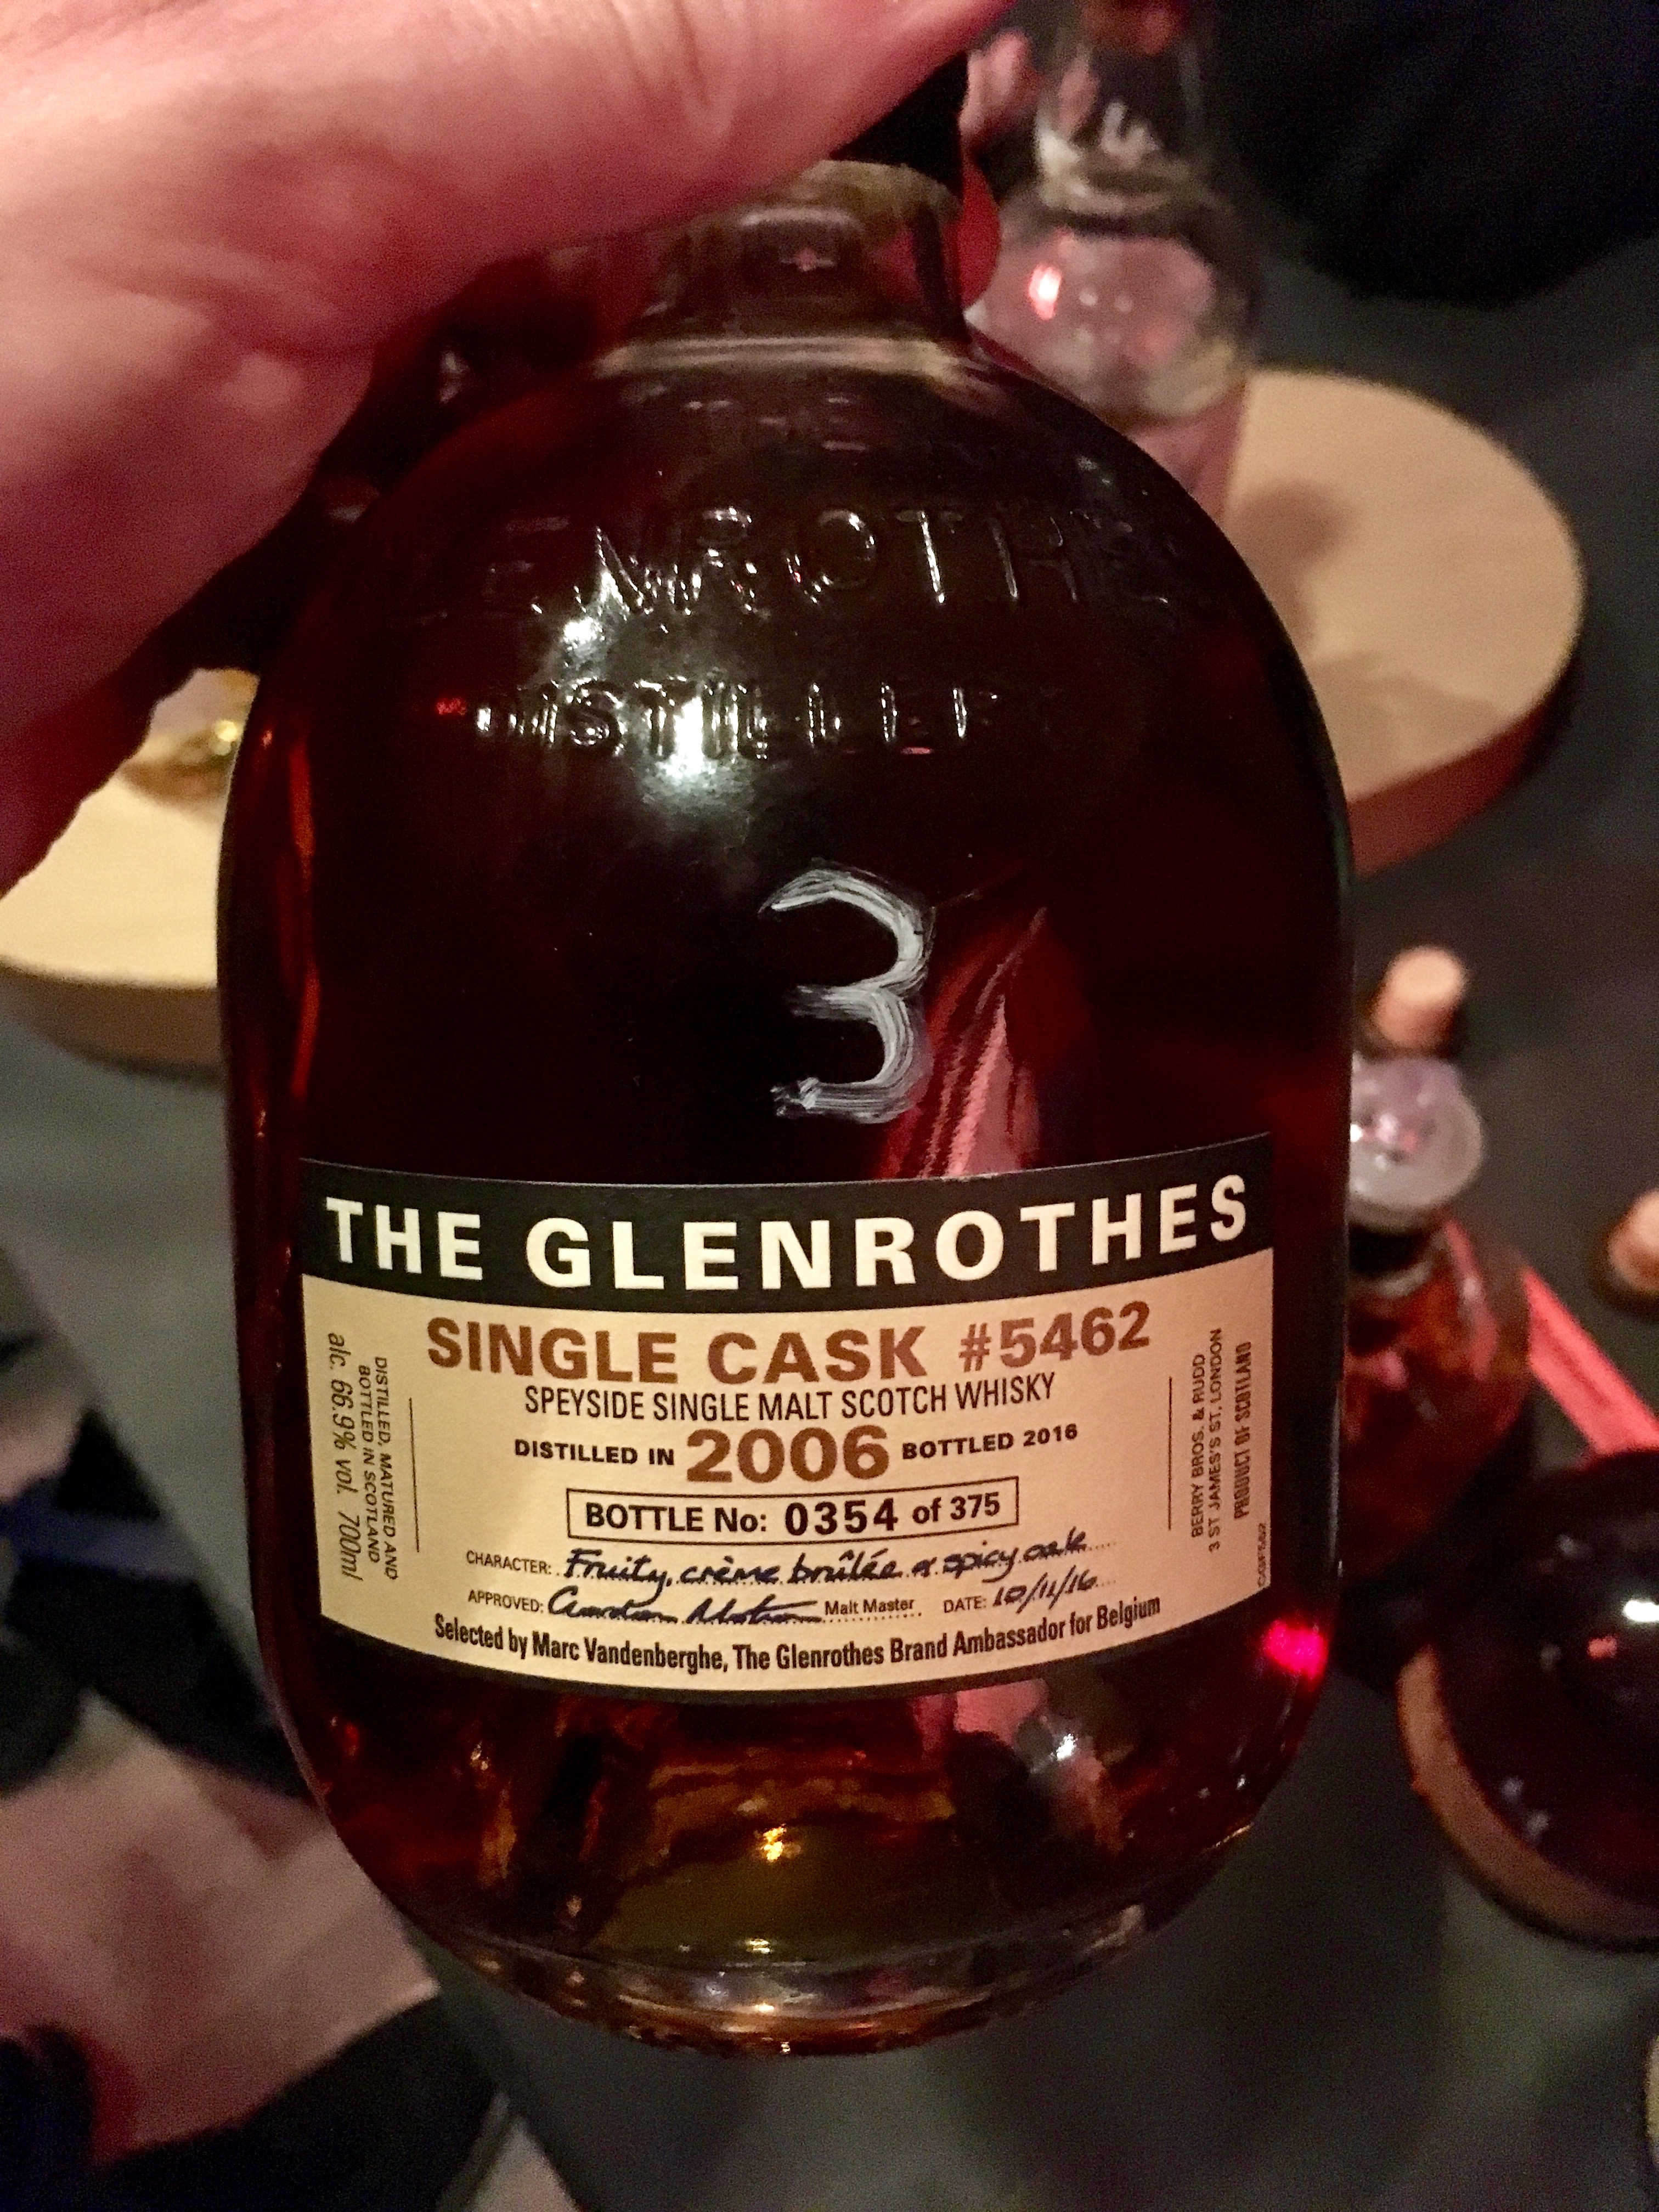 THE
ENROTHE
DISTILLER
3
THE GLENROTHES
SINGLE CASK #5462
SPEYSIDE SINGLE MALT SCOTCH WHISKY
DISTILLED IN 2006 BOTTLED 2016
BOTTLE No: 0354 of 375
CHARACTER: Fruity, crème brûlée & spicy oak
APPROVED: Malt Master DATE: 10/11/16
Selected by Marc Vandenberghe, The Glenrothes Brand Ambassador for Belgium
DISTILLED, MATURED AND
BOTTLED IN SCOTLAND
alc. 66.9% vol. 700ml
BERRY BROS. & RUDD
3 ST JAMES'S ST, LONDON
PRODUCT OF SCOTLAND